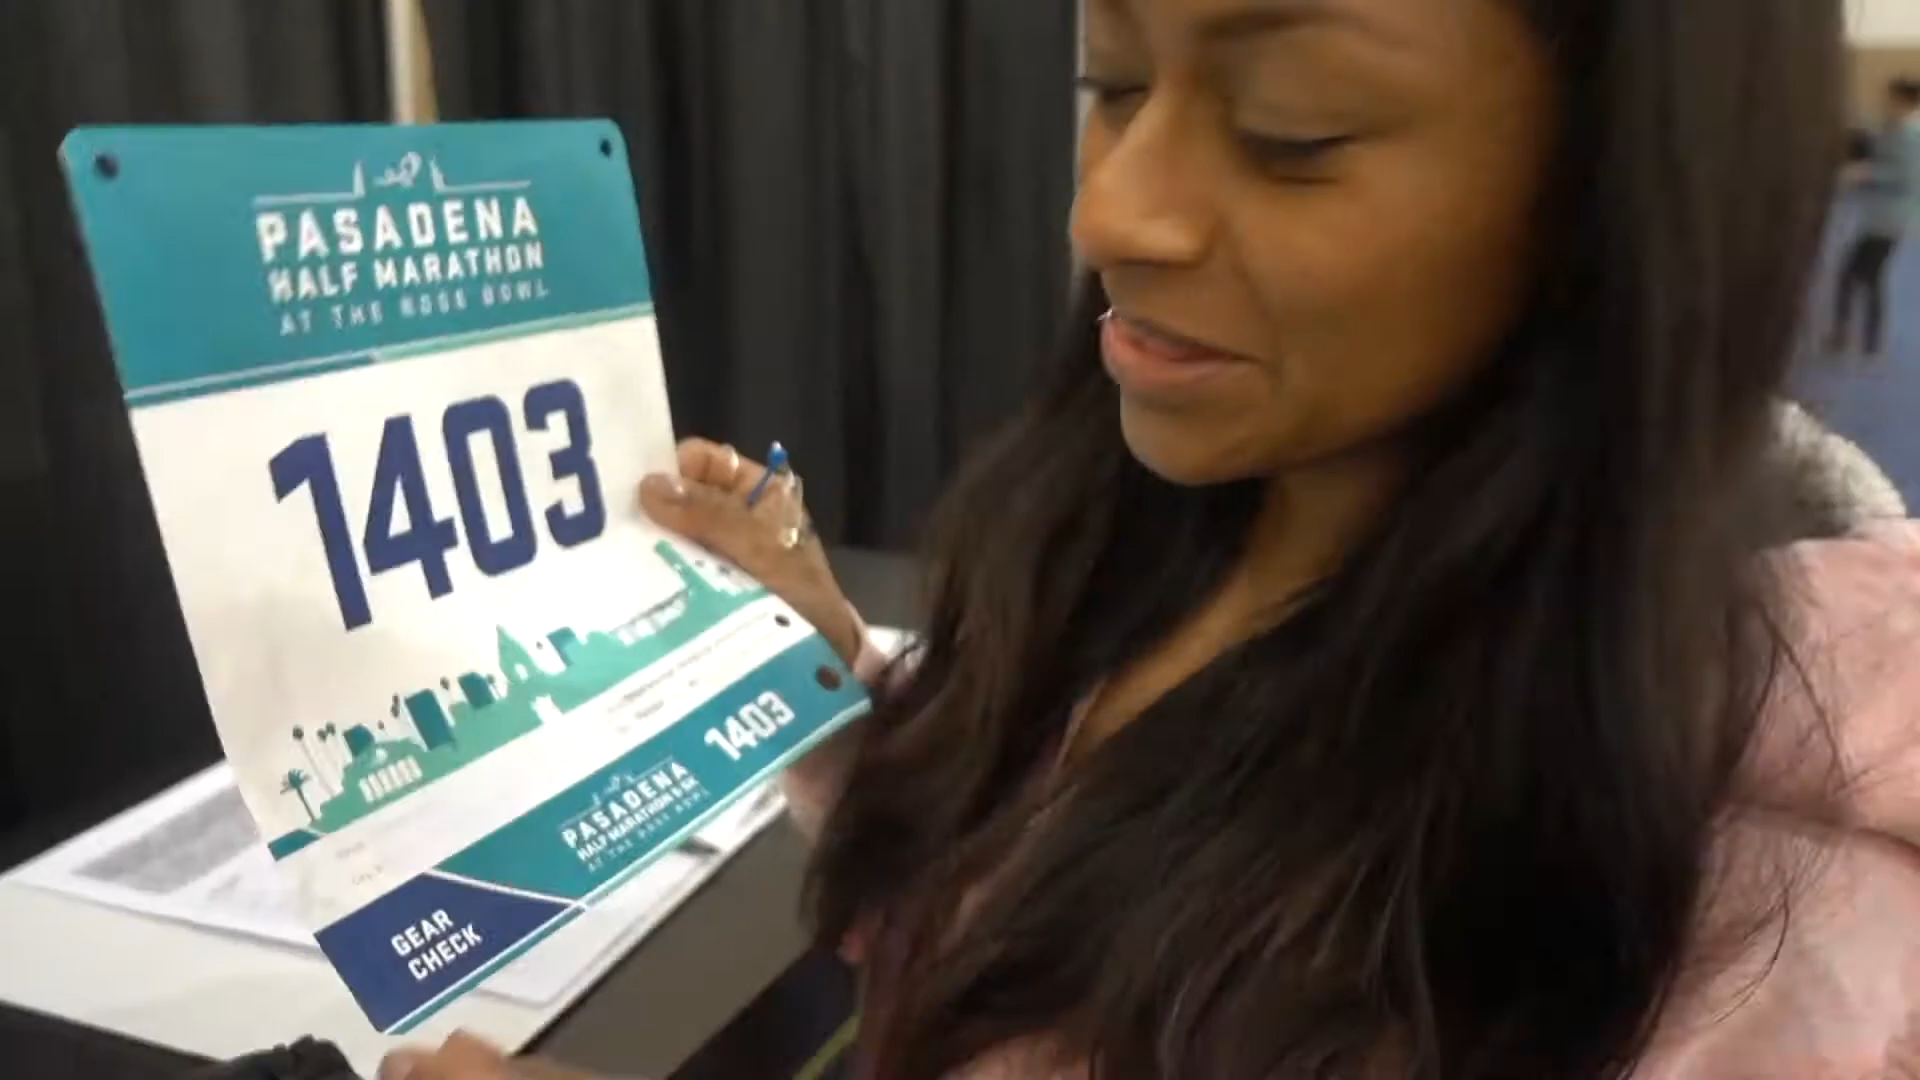 PASADENA
HALF MARATHON
AT THE ROSE BOWL
1403
1403
PASADENA
HALF MARATHON & 5K
AT THE ROSE BOWL
GEAR
CHECK